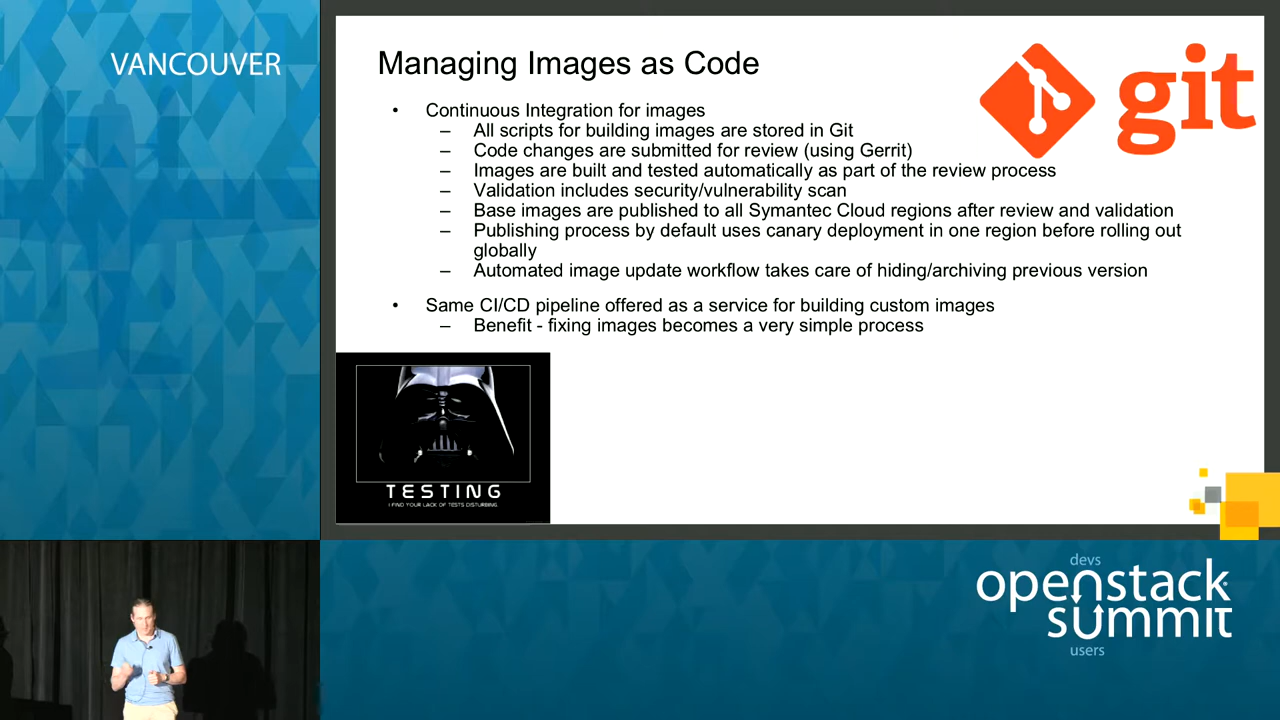 VANCOUVER
Managing Images as Code
git
• Continuous Integration for images
– All scripts for building images are stored in Git
– Code changes are submitted for review (using Gerrit)
– Images are built and tested automatically as part of the review process
– Validation includes security/vulnerability scan
– Base images are published to all Symantec Cloud regions after review and validation
– Publishing process by default uses canary deployment in one region before rolling out
globally
– Automated image update workflow takes care of hiding/archiving previous version
• Same CI/CD pipeline offered as a service for building custom images
– Benefit - fixing images becomes a very simple process
TESTING
I FIND YOUR LACK OF TESTS DISTURBING.
devs
openstack
summit
users